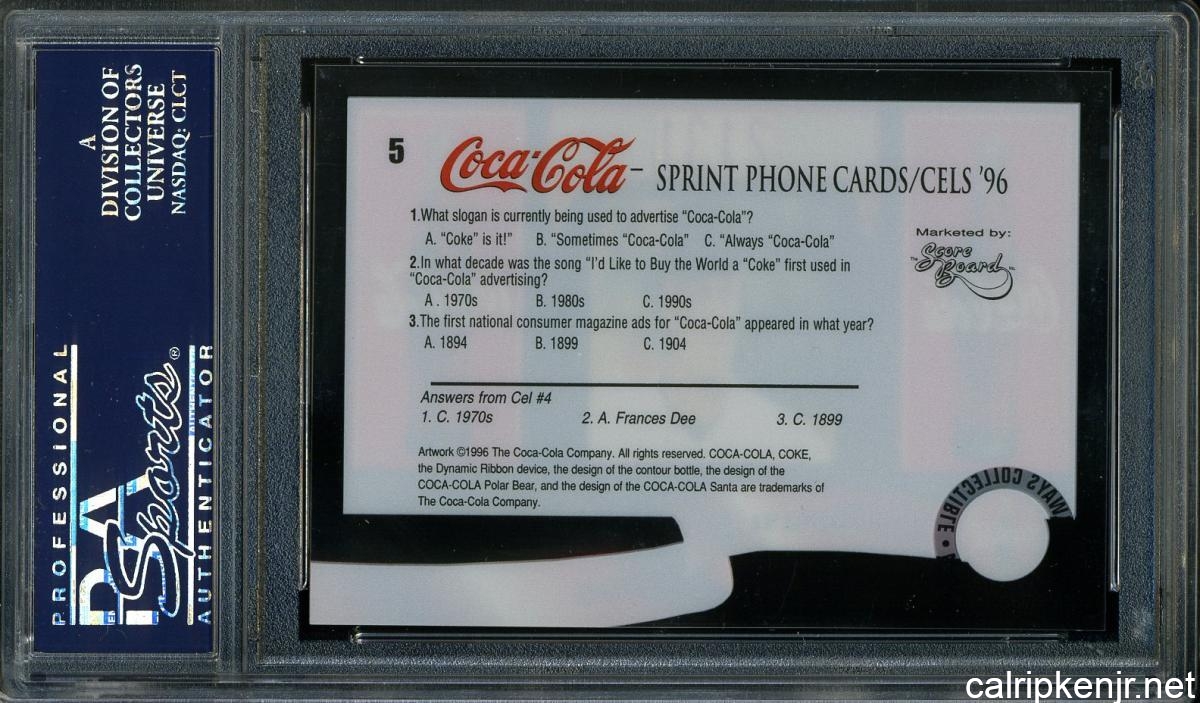 A
DIVISION OF
COLLECTORS
UNIVERSE
NASDAQ: CLCT
PROFESSIONAL
PSA
Sports®
AUTHENTICATOR
5
Coca-Cola – SPRINT PHONE CARDS/CELS '96
1.What slogan is currently being used to advertise “Coca-Cola”?
A. “Coke” is it!” B. “Sometimes “Coca-Cola” C. “Always “Coca-Cola”
2.In what decade was the song “I'd Like to Buy the World a “Coke” first used in
“Coca-Cola” advertising?
A . 1970s B. 1980s C. 1990s
3.The first national consumer magazine ads for “Coca-Cola” appeared in what year?
A. 1894 B. 1899 C. 1904
Marketed by:
The Score
Board
Answers from Cel #4
1. C. 1970s 2. A. Frances Dee 3. C. 1899
Artwork ©1996 The Coca-Cola Company. All rights reserved. COCA-COLA, COKE,
the Dynamic Ribbon device, the design of the contour bottle, the design of the
COCA-COLA Polar Bear, and the design of the COCA-COLA Santa are trademarks of
The Coca-Cola Company.
WAYS COLLECTIBLE •
calripkenjr.net